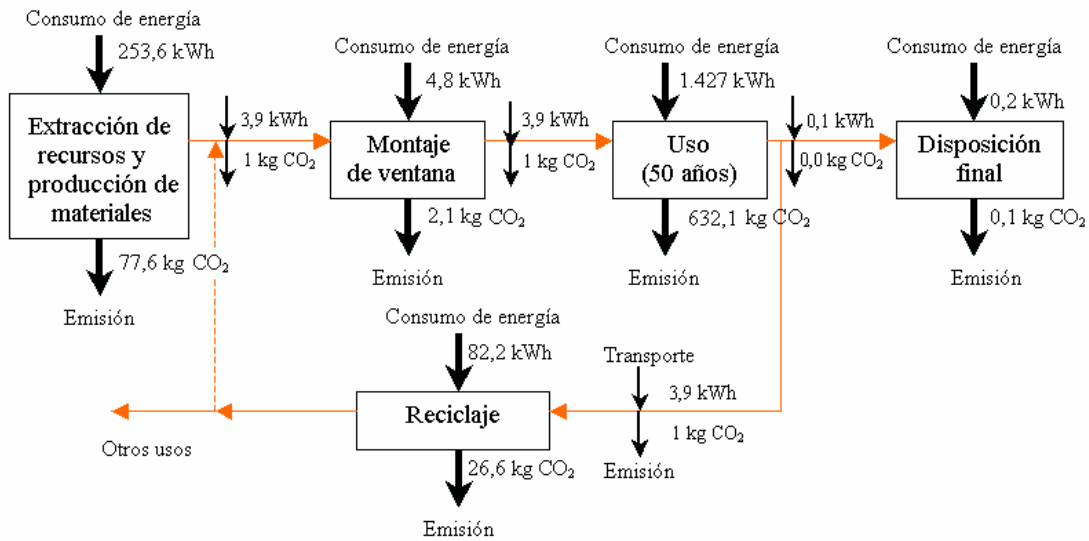 Consumo de energía
253,6 kWh
Extracción de
recursos y
producción de
materiales
77,6 kg CO₂
Emisión
3,9 kWh
1 kg CO₂
Consumo de energía
4,8 kWh
Montaje
de ventana
2,1 kg CO₂
Emisión
3,9 kWh
1 kg CO₂
Consumo de energía
1.427 kWh
Uso
(50 años)
632,1 kg CO₂
Emisión
0,1 kWh
0,0 kg CO₂
Consumo de energía
0,2 kWh
Disposición
final
0,1 kg CO₂
Emisión
Consumo de energía
82,2 kWh
Reciclaje
26,6 kg CO₂
Emisión
Transporte
3,9 kWh
1 kg CO₂
Emisión
Otros usos